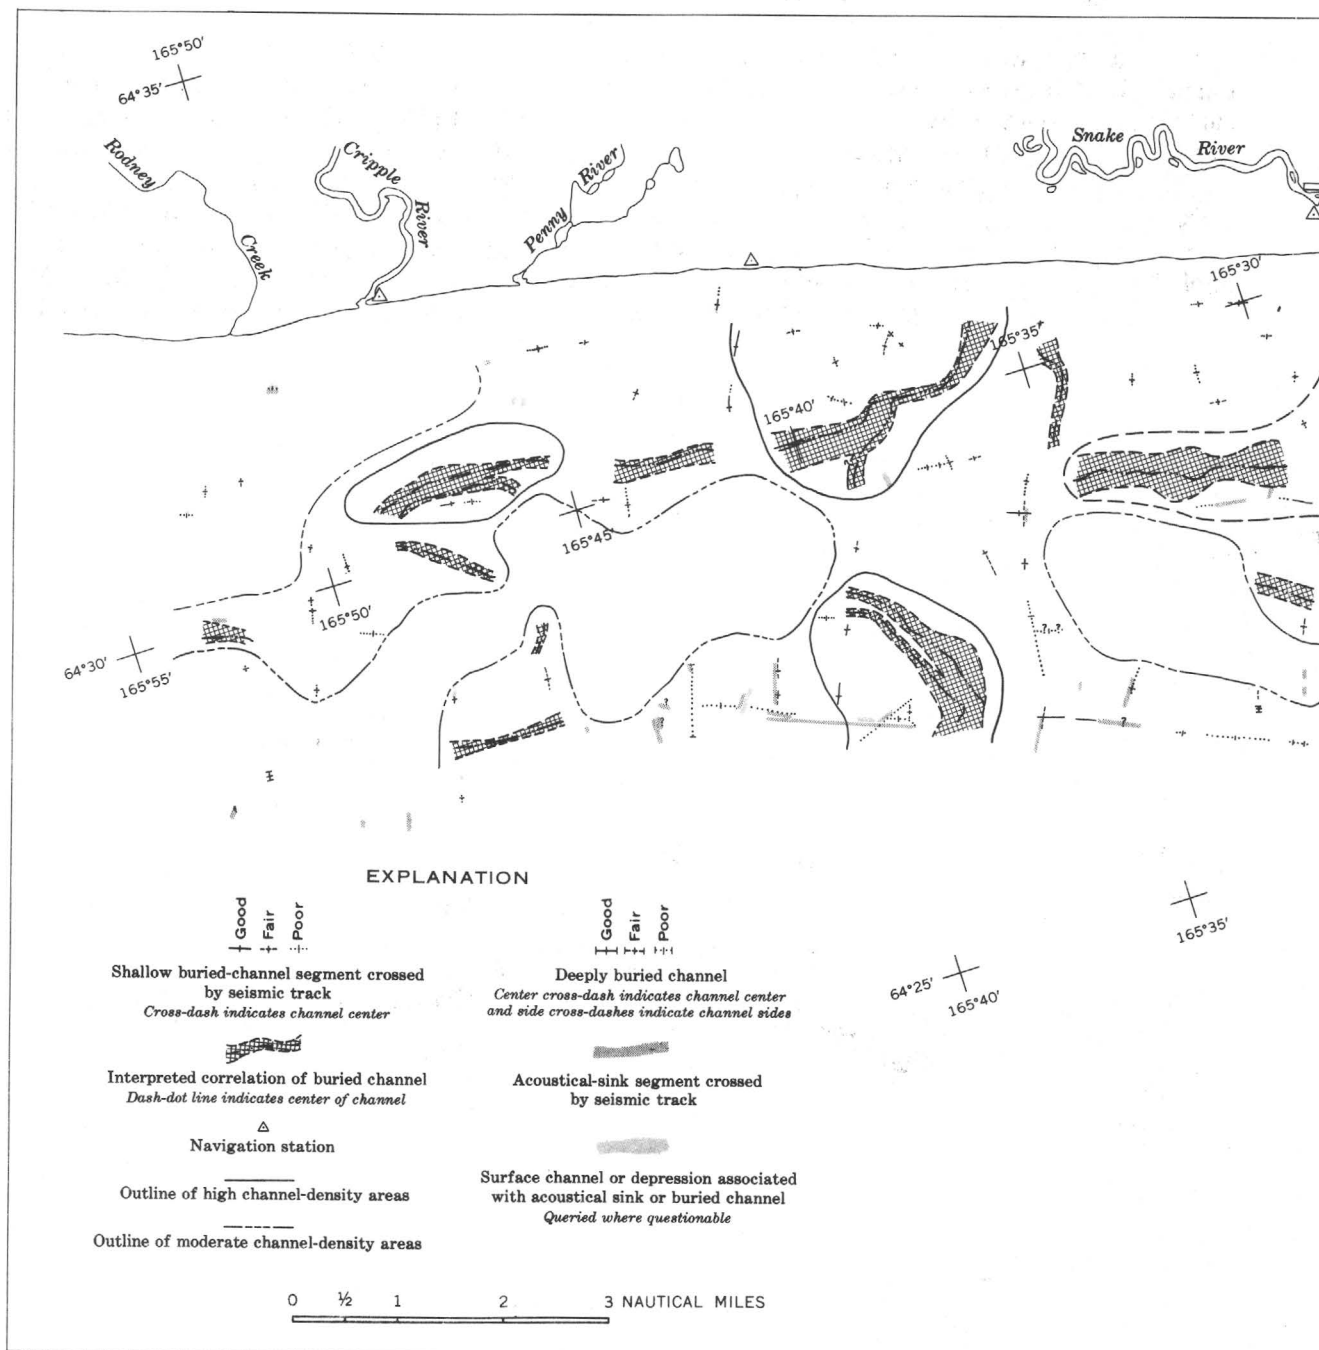 165°50′
64°35′
Rodney
Creek
Cripple
River
Penny
River
Snake
River
165°30′
165°35′
165°40′
165°45′
165°50′
64°30′
165°55′
?
?
?
?
?
?
165°35′
64°25′
165°40′
EXPLANATION
Good
Fair
Poor
Shallow buried-channel segment crossed
by seismic track
Cross-dash indicates channel center
Interpreted correlation of buried channel
Dash-dot line indicates center of channel
Navigation station
Outline of high channel-density areas
Outline of moderate channel-density areas
Good
Fair
Poor
Deeply buried channel
Center cross-dash indicates channel center
and side cross-dashes indicate channel sides
Acoustical-sink segment crossed
by seismic track
Surface channel or depression associated
with acoustical sink or buried channel
Queried where questionable
0 ½ 1 2 3 NAUTICAL MILES